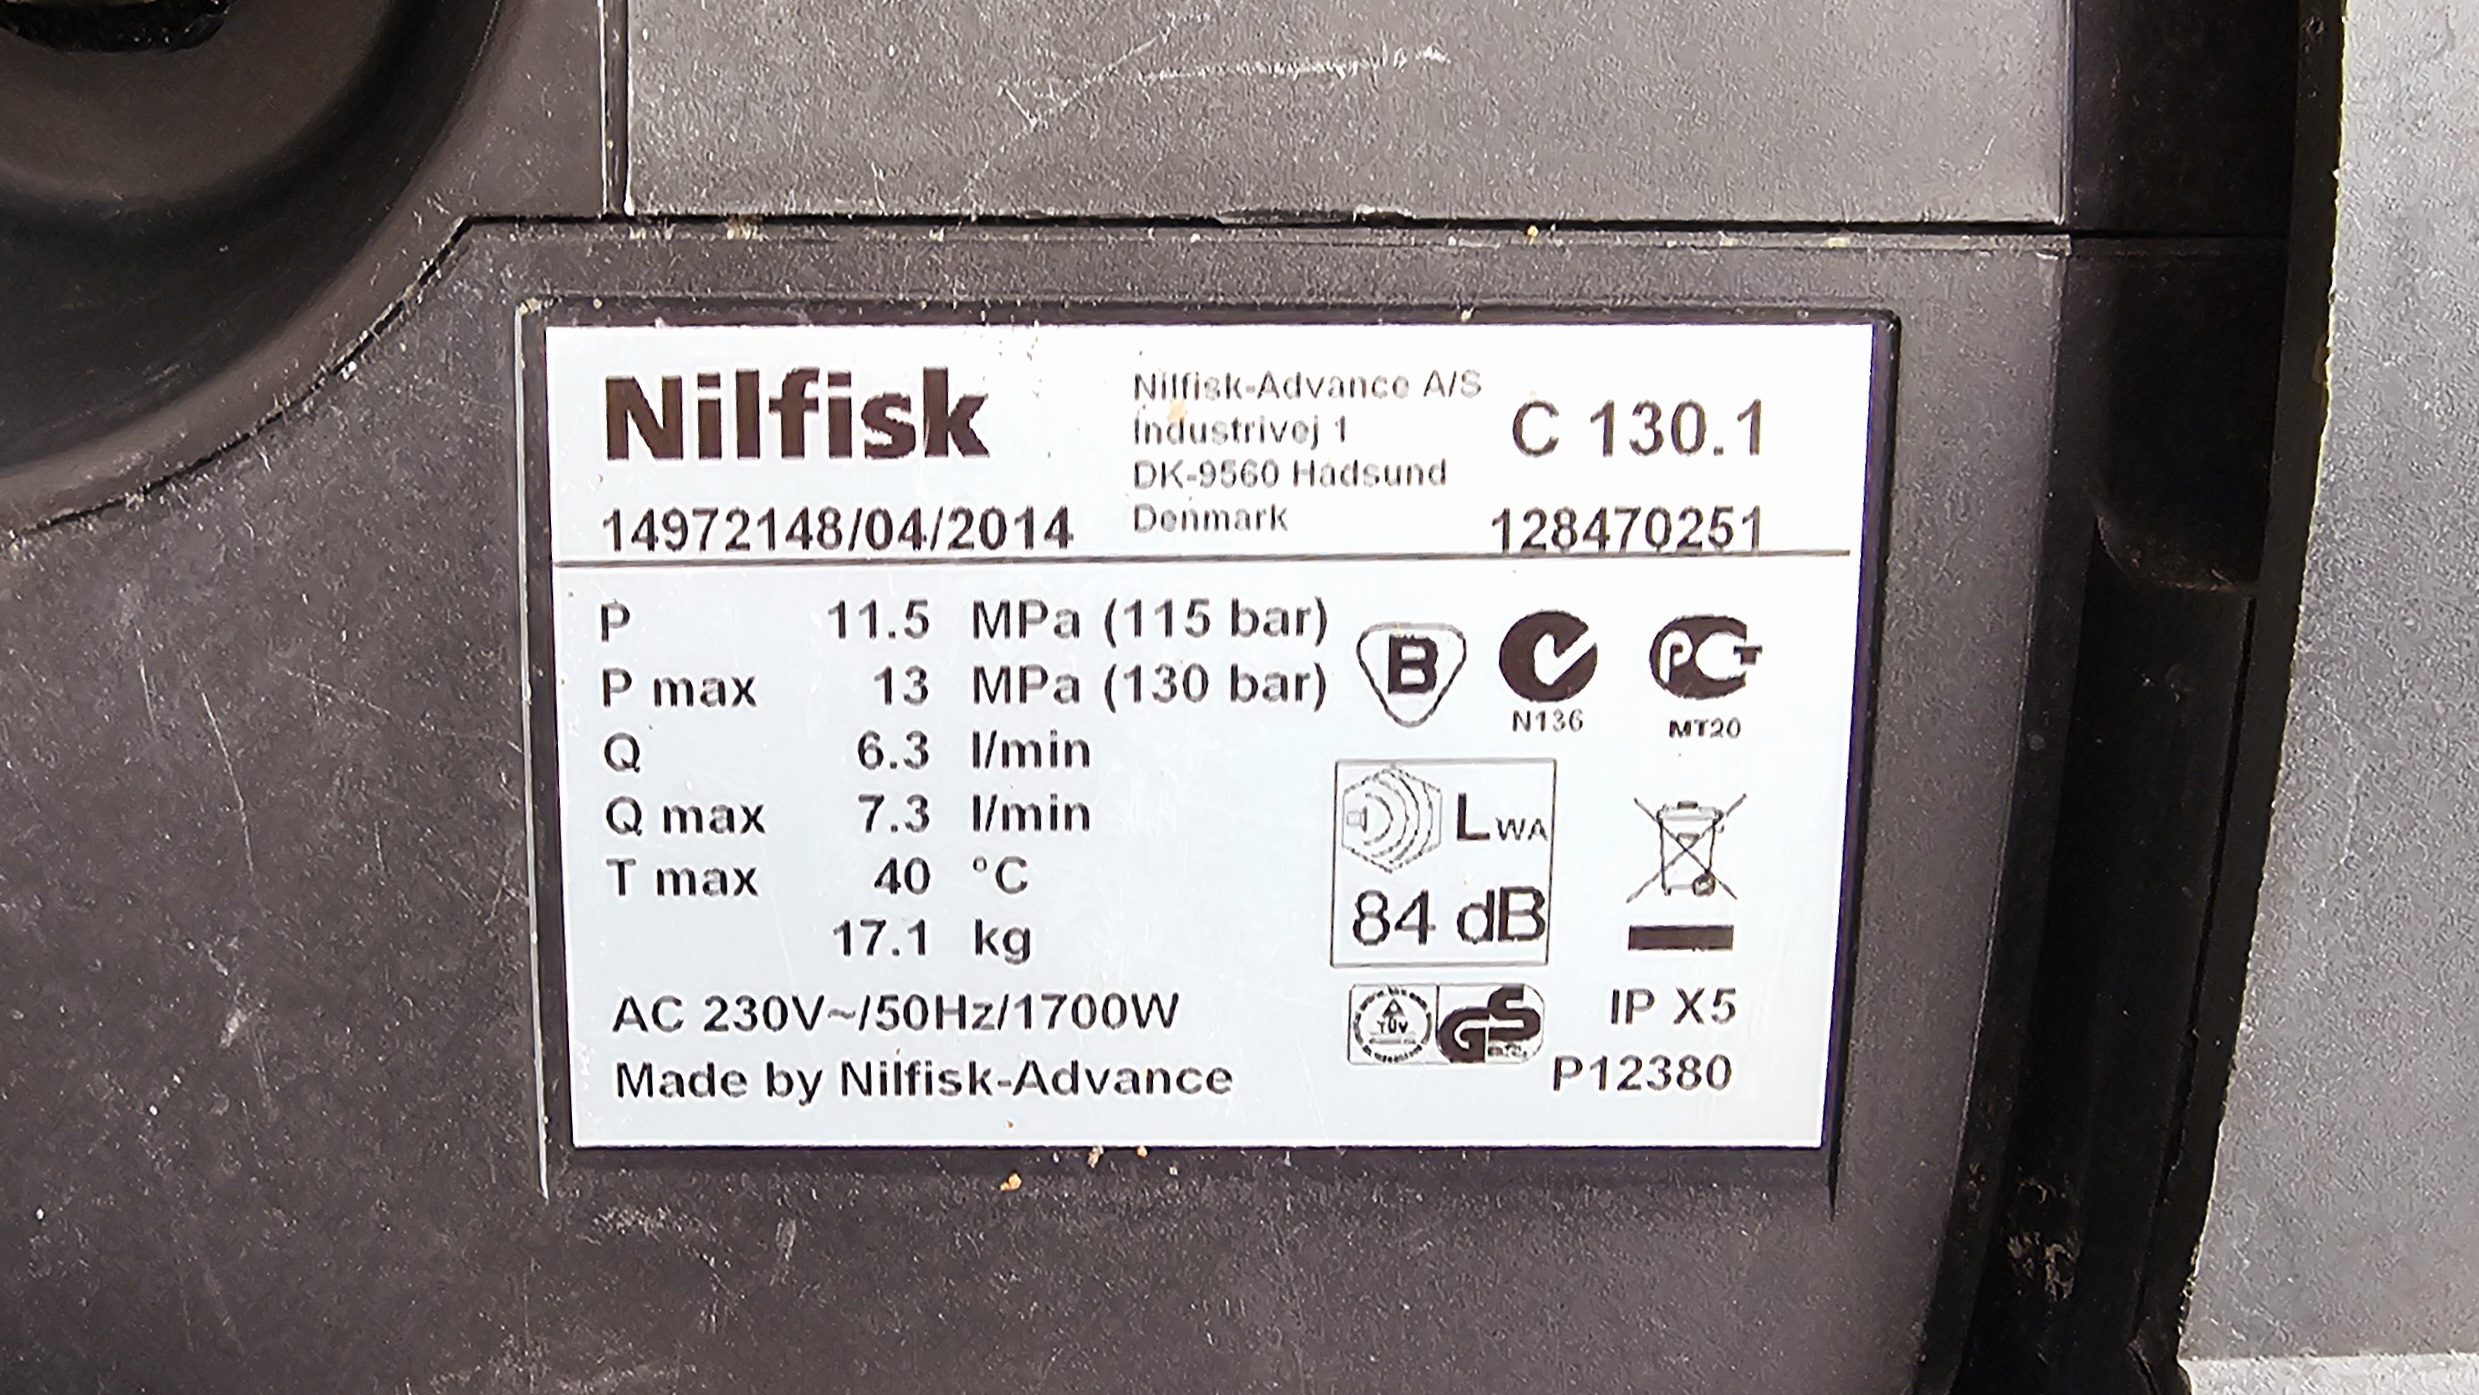 Nilfisk
Nilfisk-Advance A/S
Industrivej 1
DK-9560 Hadsund
Denmark
C 130.1
14972148/04/2014
128470251
P 11.5 MPa (115 bar)
P max 13 MPa (130 bar)
Q 6.3 l/min
Q max 7.3 l/min
T max 40 °C
17.1 kg
AC 230V~/50Hz/1700W
Made by Nilfisk-Advance
B
N136
PCT
MT20
LWA
84 dB
TÜV
GS
IP X5
P12380